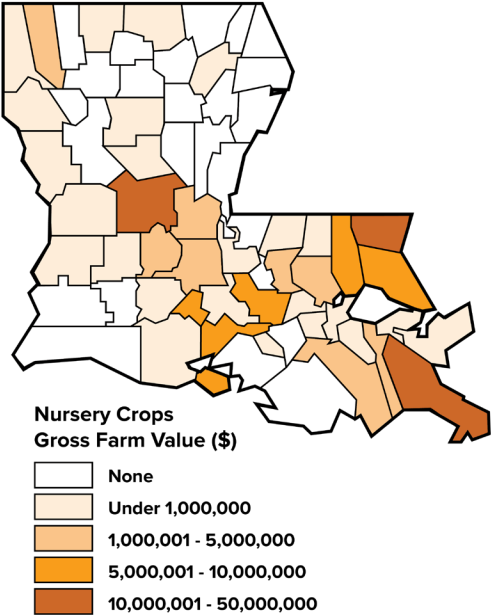 Nursery Crops
Gross Farm Value ($)
None
Under 1,000,000
1,000,001 - 5,000,000
5,000,001 - 10,000,000
10,000,001 - 50,000,000